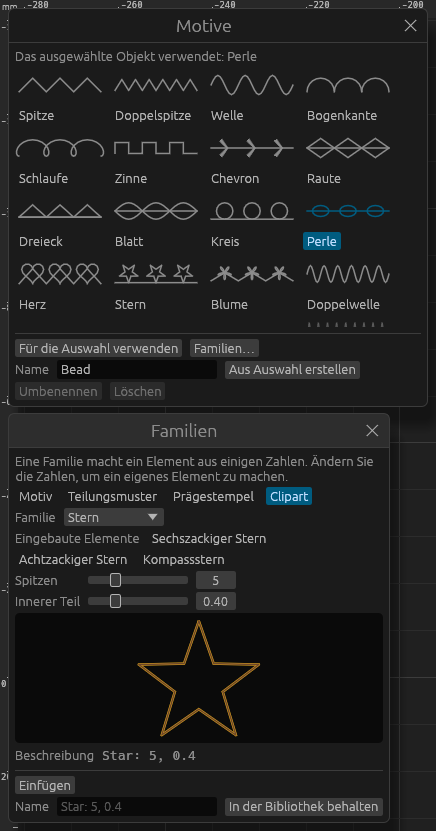 mm -280 -260 -240 -220 -200
Motive
Das ausgewählte Objekt verwendet: Perle
Spitze Doppelspitze Welle Bogenkante
Schlaufe Zinne Chevron Raute
Dreieck Blatt Kreis Perle
Herz Stern Blume Doppelwelle
Für die Auswahl verwenden Familien...
Name Bead Aus Auswahl erstellen
Umbenennen Löschen
Familien
Eine Familie macht ein Element aus einigen Zahlen. Ändern Sie
die Zahlen, um ein eigenes Element zu machen.
Motiv Teilungsmuster Prägestempel Clipart
Familie Stern
Eingebaute Elemente Sechszackiger Stern
Achtzackiger Stern Kompassstern
Spitzen 5
Innerer Teil 0.40
Beschreibung Star: 5, 0.4
Einfügen
Name Star: 5, 0.4 In der Bibliothek behalten